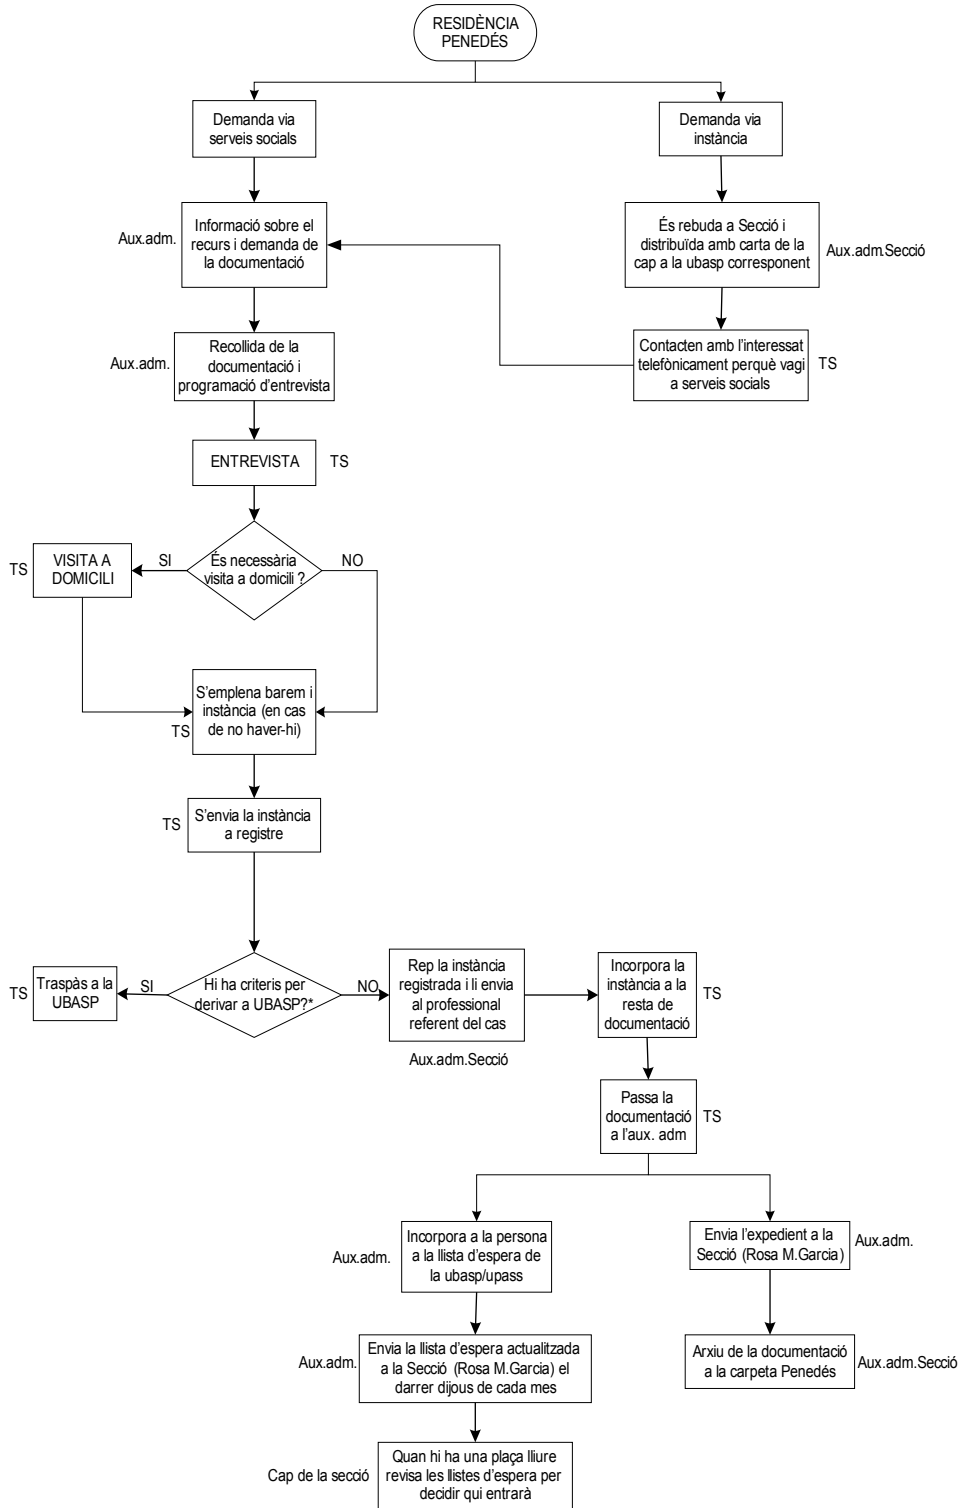 RESIDÈNCIA
PENEDÉS
Demanda via
serveis socials
Demanda via
instància
Aux.adm.
Informació sobre el
recurs i demanda de
la documentació
És rebuda a Secció i
distribuïda amb carta de la
cap a la ubasp corresponent
Aux.adm.Secció
Aux.adm.
Recollida de la
documentació i
programació d'entrevista
Contacten amb l'interessat
telefònicament perquè vagi
a serveis socials
TS
ENTREVISTA
TS
TS
VISITA A
DOMICILI
SI
És necessària
visita a domicili ?
NO
S'emplena barem i
instància (en cas
de no haver-hi)
TS
TS
S'envia la instància
a registre
TS
Traspàs a la
UBASP
SI
Hi ha criteris per
derivar a UBASP?*
NO
Rep la instància
registrada i li envia
al professional
referent del cas
Aux.adm.Secció
Incorpora la
instància a la
resta de
documentació
TS
Passa la
documentació
a l'aux. adm
TS
Aux.adm.
Incorpora a la persona
a la llista d'espera de
la ubasp/upass
Envia l'expedient a la
Secció (Rosa M.Garcia)
Aux.adm.
Aux.adm.
Envia la llista d'espera actualitzada
a la Secció (Rosa M.Garcia) el
darrer dijous de cada mes
Arxiu de la documentació
a la carpeta Penedés
Aux.adm.Secció
Cap de la secció
Quan hi ha una plaça lliure
revisa les llistes d'espera per
decidir qui entrarà